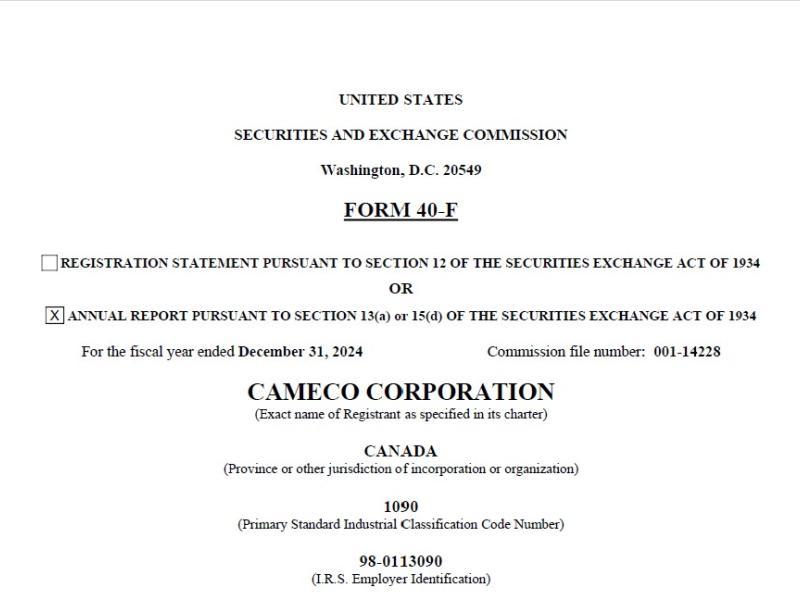 UNITED STATES
SECURITIES AND EXCHANGE COMMISSION
Washington, D.C. 20549
FORM 40-F
REGISTRATION STATEMENT PURSUANT TO SECTION 12 OF THE SECURITIES EXCHANGE ACT OF 1934
OR
X ANNUAL REPORT PURSUANT TO SECTION 13(a) or 15(d) OF THE SECURITIES EXCHANGE ACT OF 1934
For the fiscal year ended December 31, 2024 Commission file number: 001-14228
CAMECO CORPORATION
(Exact name of Registrant as specified in its charter)
CANADA
(Province or other jurisdiction of incorporation or organization)
1090
(Primary Standard Industrial Classification Code Number)
98-0113090
(I.R.S. Employer Identification)